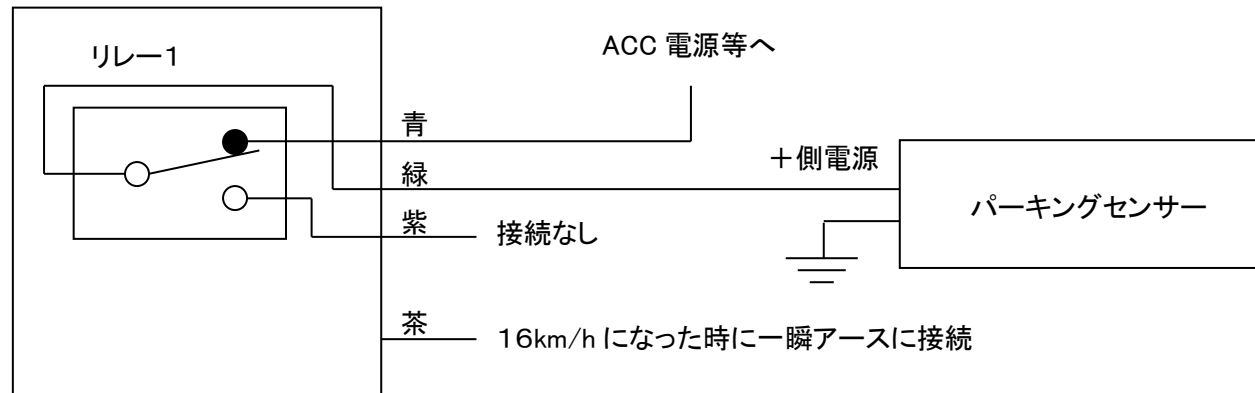 リレー１
ACC 電源等へ
青
緑
＋側電源
パーキングセンサー
紫
接続なし
茶
１６km/h になった時に一瞬アースに接続